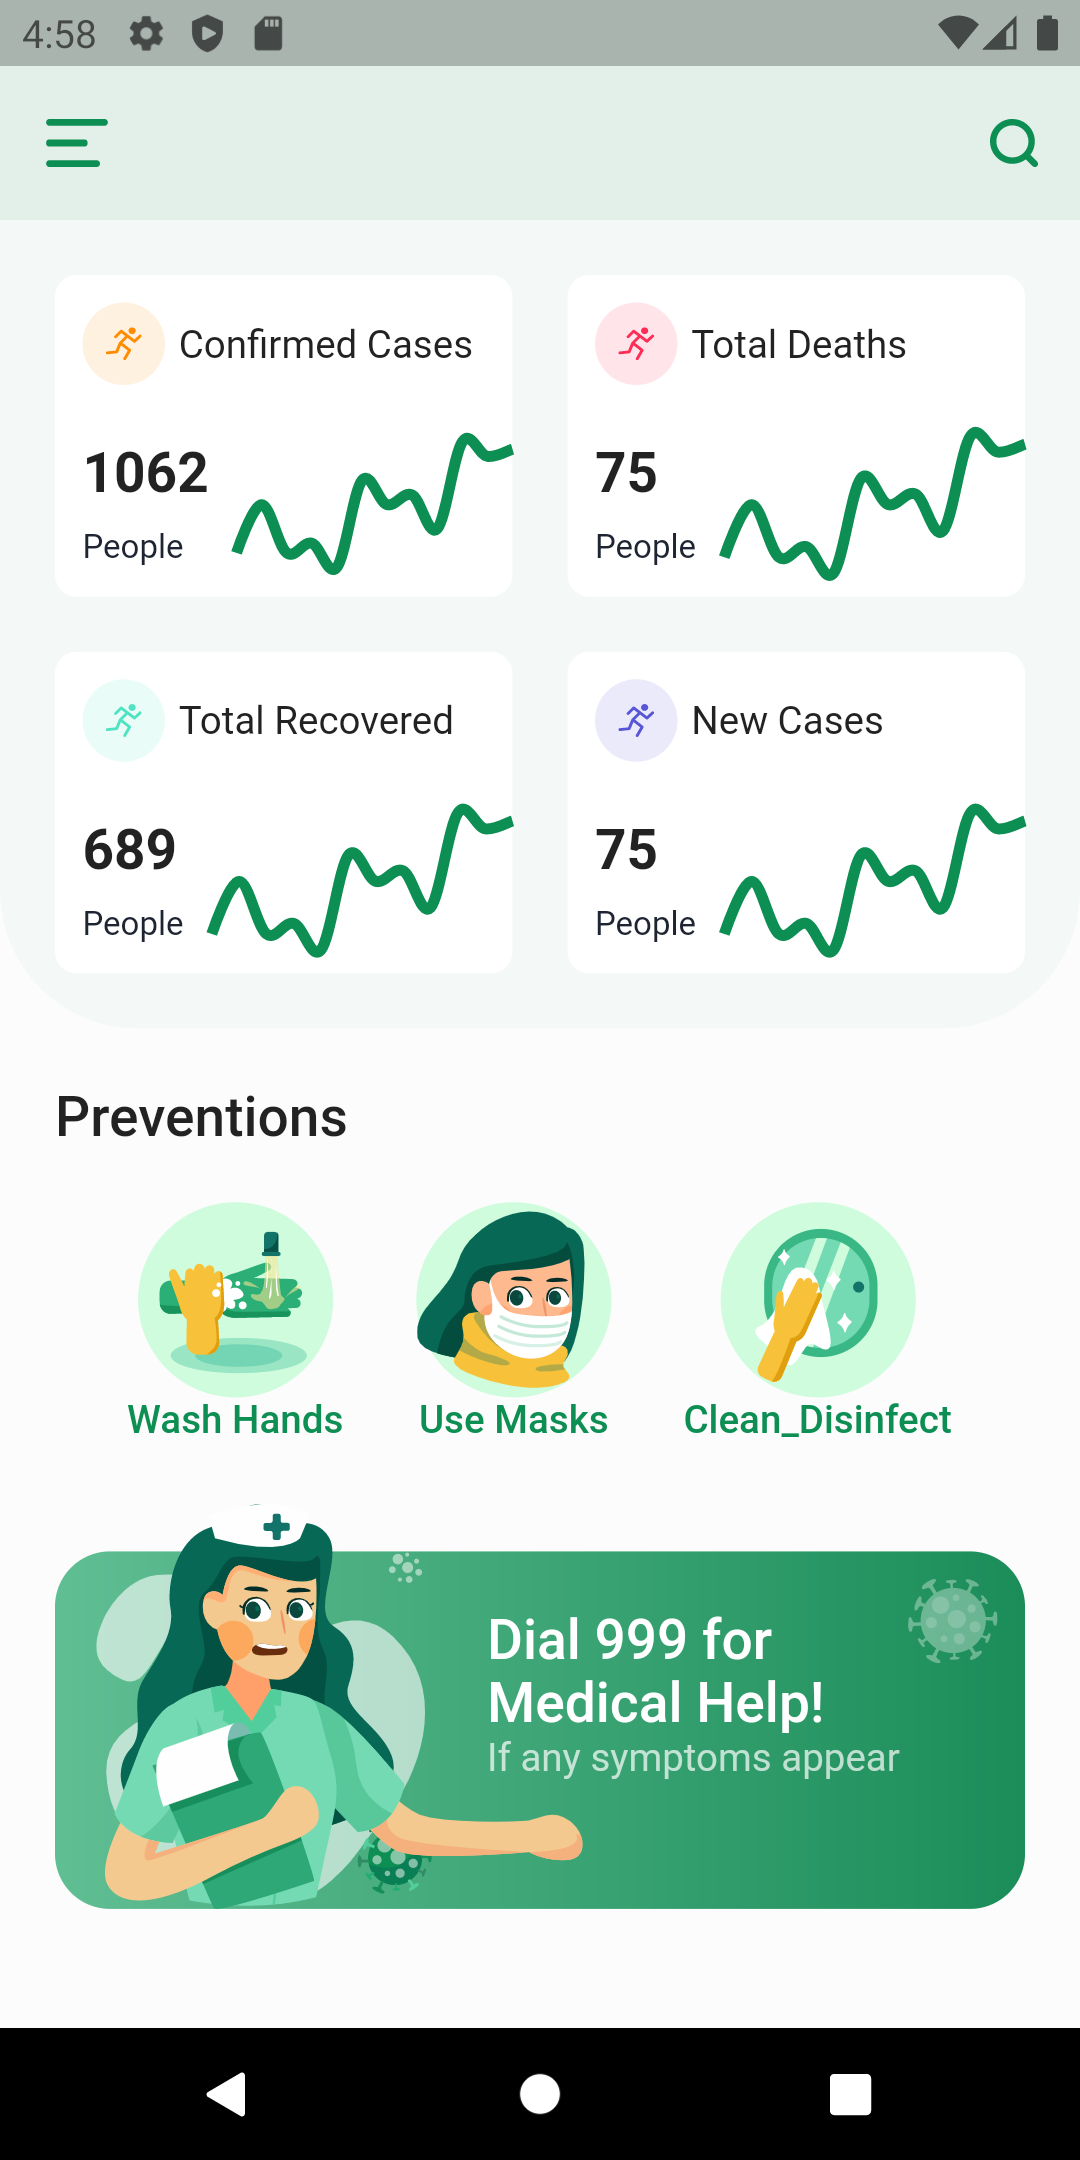 4:58
Confirmed Cases
1062
People
Total Deaths
75
People
Total Recovered
689
People
New Cases
75
People
Preventions
Wash Hands
Use Masks
Clean_Disinfect
Dial 999 for
Medical Help!
If any symptoms appear